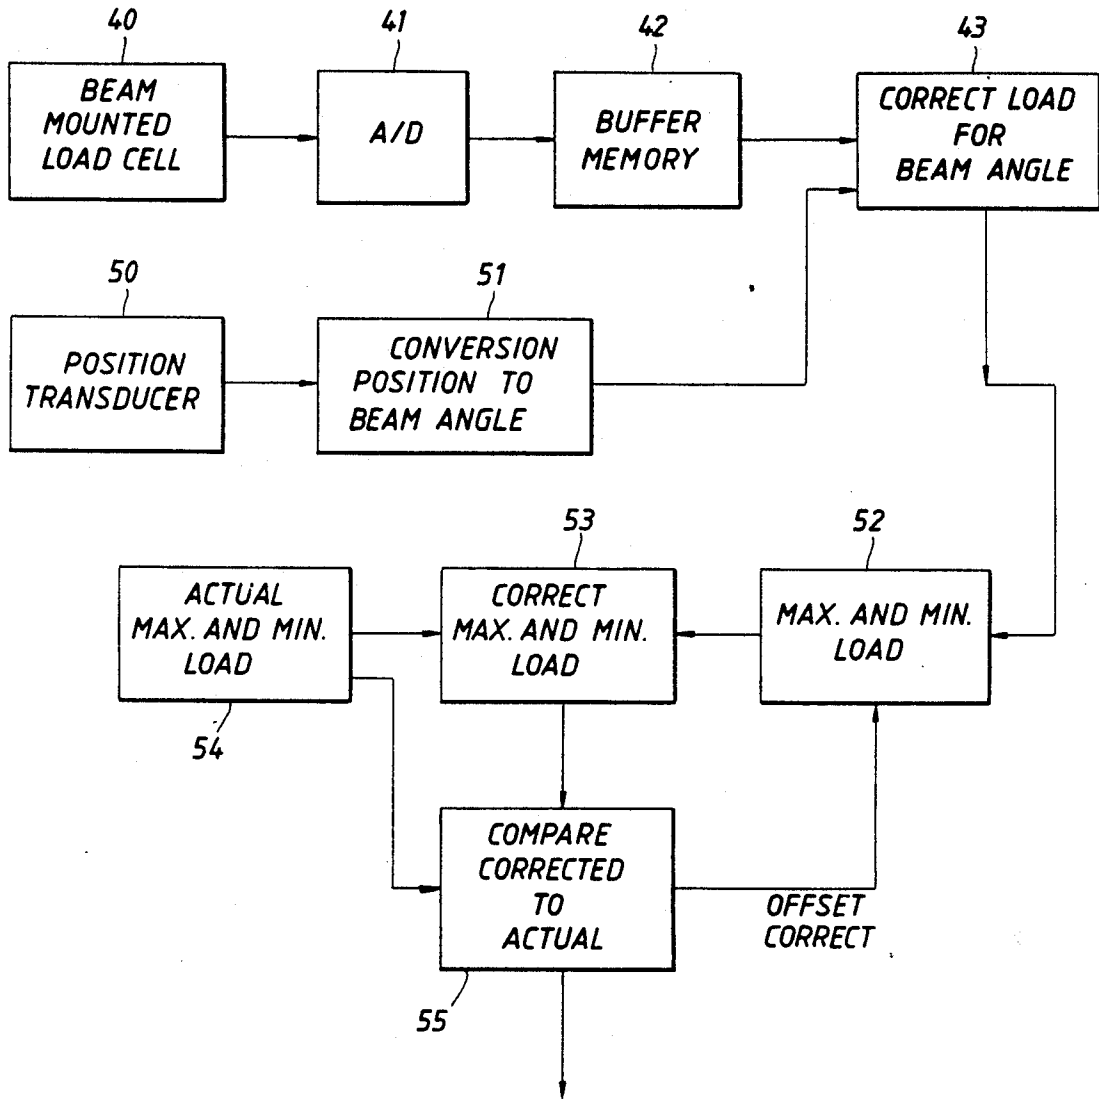 40
41
42
43
BEAM
MOUNTED
LOAD CELL
A/D
BUFFER
MEMORY
CORRECT LOAD
FOR
BEAM ANGLE
50
51
POSITION
TRANSDUCER
CONVERSION
POSITION TO
BEAM ANGLE
53
52
ACTUAL
MAX. AND MIN.
LOAD
CORRECT
MAX. AND MIN.
LOAD
MAX. AND MIN.
LOAD
54
COMPARE
CORRECTED
TO
ACTUAL
OFFSET
CORRECT
55